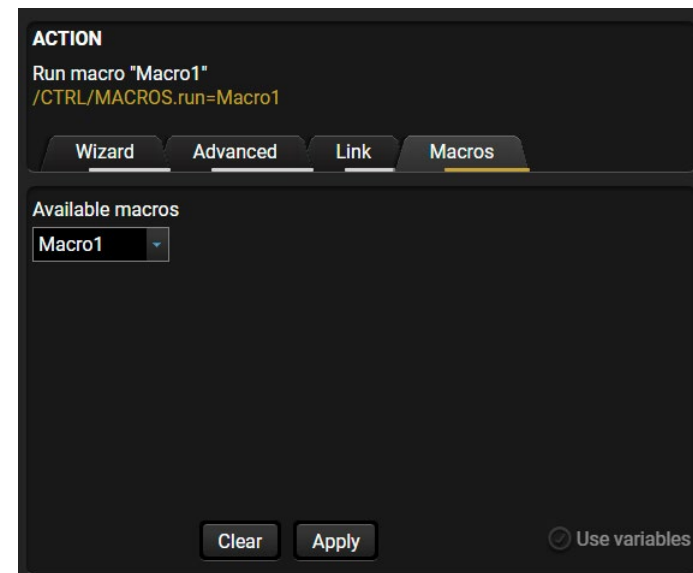 ACTION
Run macro "Macro1"
/CTRL/MACROS.run=Macro1
Wizard Advanced Link Macros
Available macros
Macro1
Clear Apply Use variables